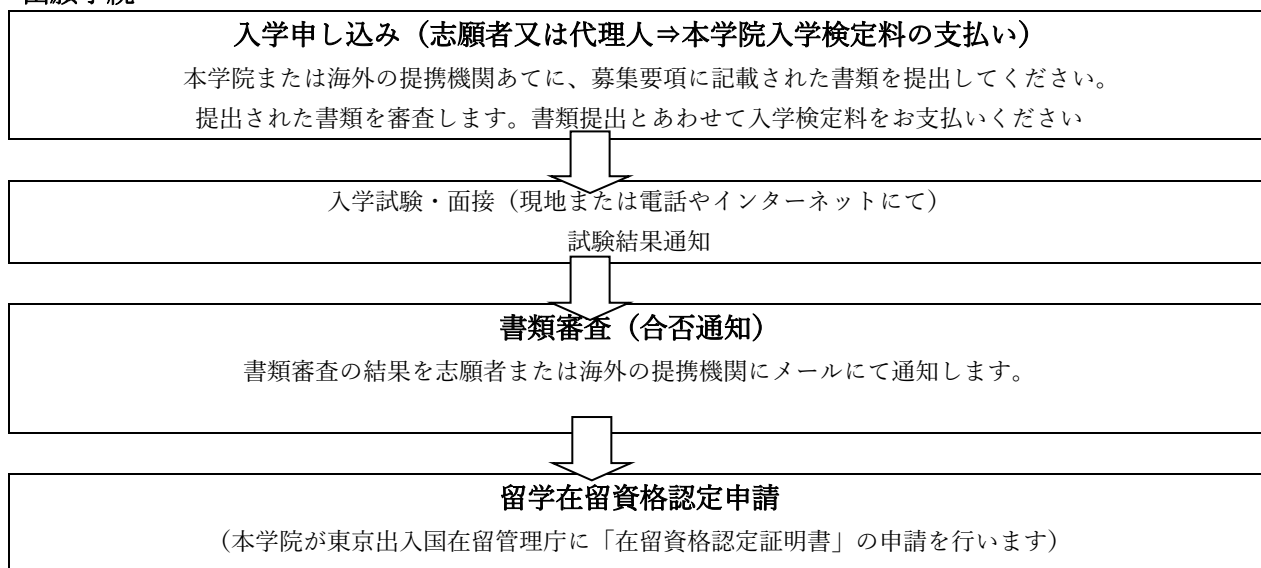 入学申し込み（志願者又は代理人⇒本学院入学検定料の支払い）
本学院または海外の提携機関あてに、募集要項に記載された書類を提出してください。
提出された書類を審査します。書類提出とあわせて入学検定料をお支払いください
入学試験・面接（現地または電話やインターネットにて）
試験結果通知
書類審査（合否通知）
書類審査の結果を志願者または海外の提携機関にメールにて通知します。
留学在留資格認定申請
（本学院が東京出入国在留管理庁に「在留資格認定証明書」の申請を行います）